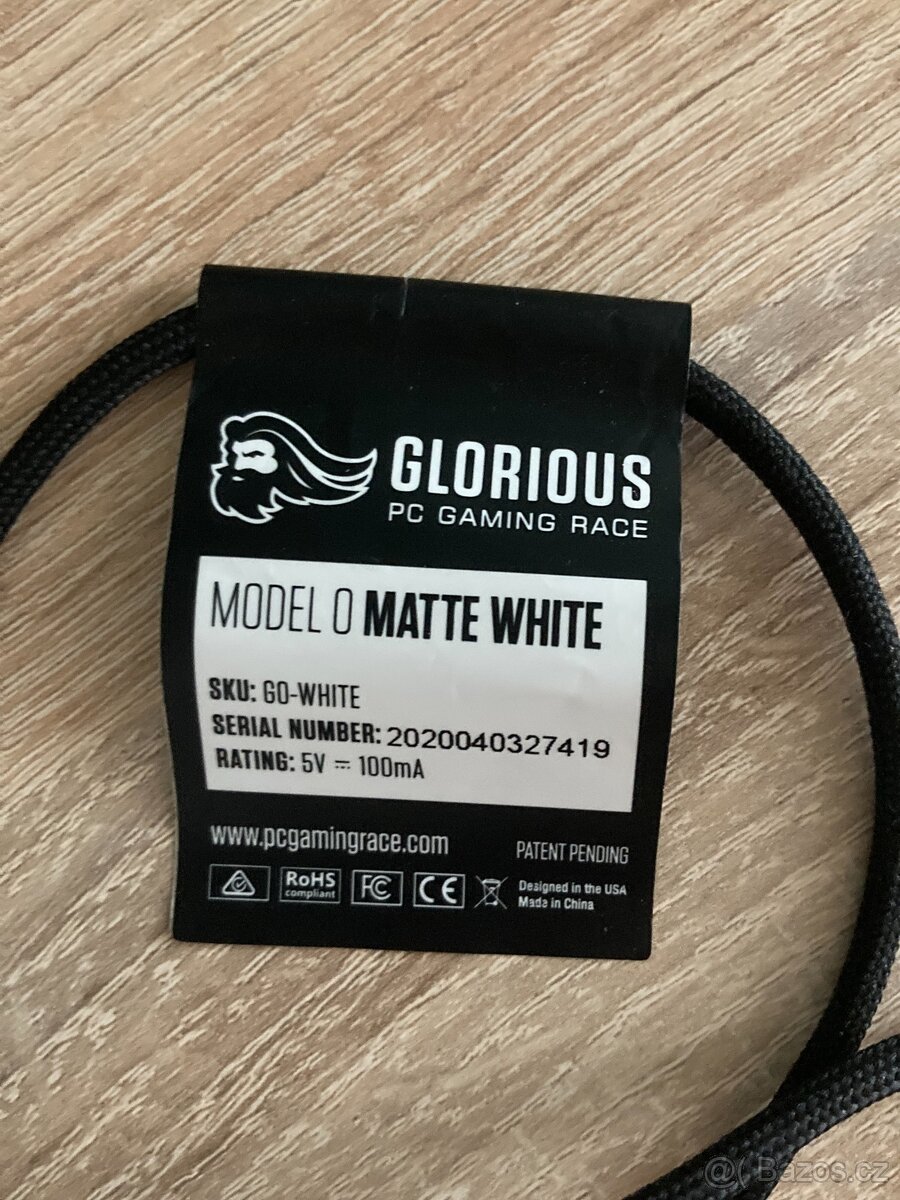 GLORIOUS
PC GAMING RACE
MODEL O MATTE WHITE
SKU: GO-WHITE
SERIAL NUMBER: 2020040327419
RATING: 5V ⎓ 100mA
www.pcgamingrace.com
PATENT PENDING
RoHS
compliant
FC
CE
Designed in the USA
Made in China
@( Bazos.cz